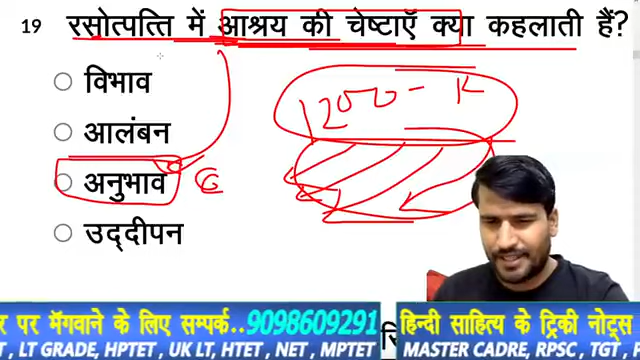 19 रसोत्पत्ति में आश्रय की चेष्टाऍ क्या कहलाती हैं?
विभाव
आलंबन
अनुभाव
उद्दीपन
1200 - K
र पर मॅगवाने के लिए सम्पर्क..9098609291
हिन्दी साहित्य के ट्रिकी नोट्स
, LT GRADE, HPTET , UK LT, HTET , NET , MPTET
MASTER CADRE, RPSC, TGT